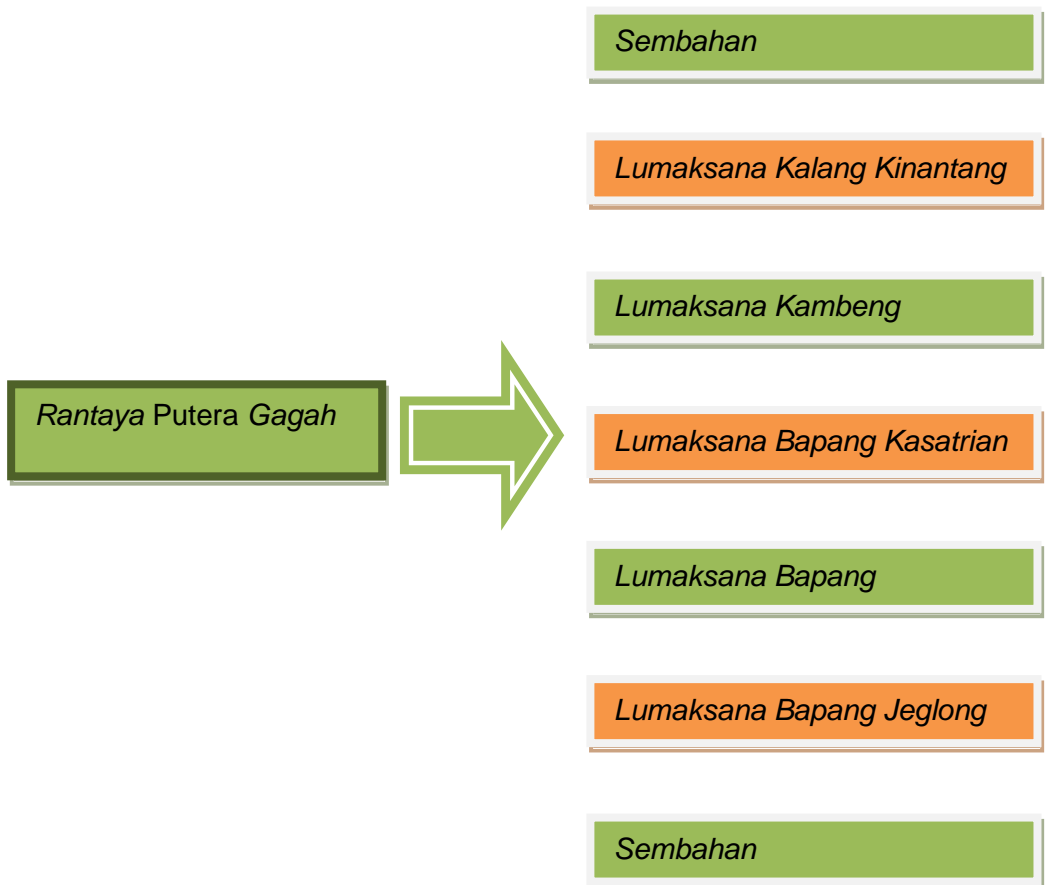 Rantaya Putera Gagah
Sembahan
Lumaksana Kalang Kinantang
Lumaksana Kambeng
Lumaksana Bapang Kasatrian
Lumaksana Bapang
Lumaksana Bapang Jeglong
Sembahan